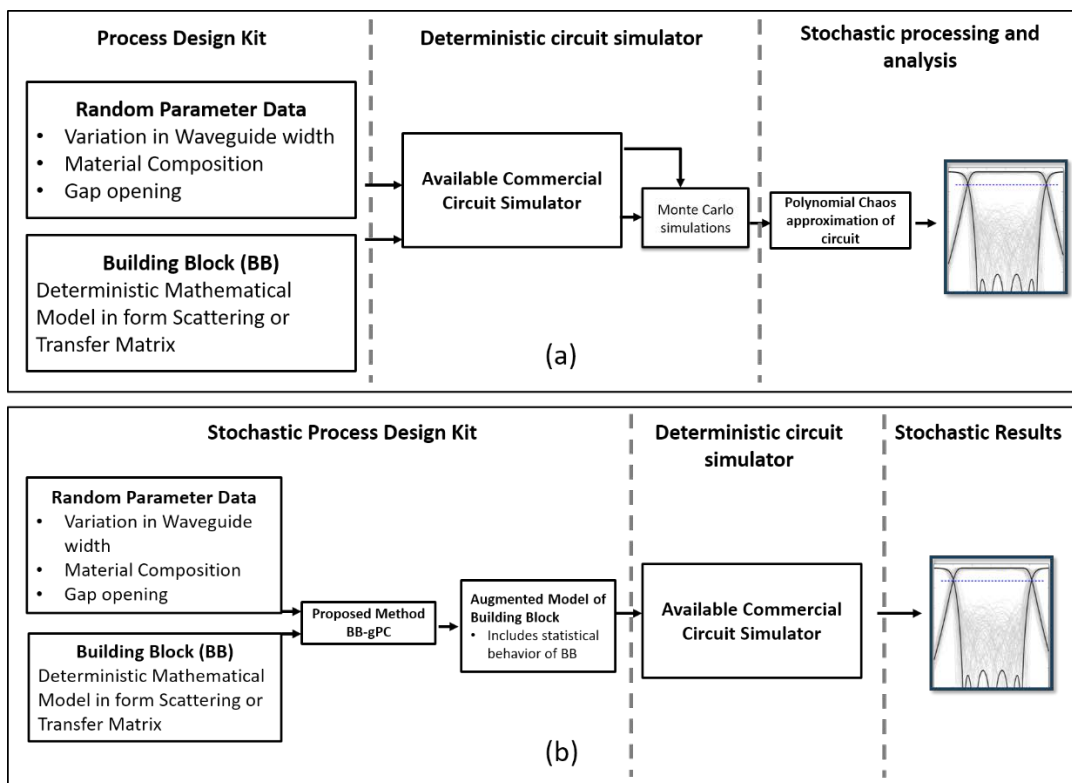 Process Design Kit
Deterministic circuit simulator
Stochastic processing and
analysis
Random Parameter Data
• Variation in Waveguide width
• Material Composition
• Gap opening
Building Block (BB)
Deterministic Mathematical
Model in form Scattering or
Transfer Matrix
Available Commercial
Circuit Simulator
Monte Carlo
simulations
Polynomial Chaos
approximation of
circuit
(a)
Stochastic Process Design Kit
Deterministic circuit
simulator
Stochastic Results
Random Parameter Data
• Variation in Waveguide
width
• Material Composition
• Gap opening
Building Block (BB)
Deterministic Mathematical
Model in form Scattering or
Transfer Matrix
Proposed Method
BB-gPC
Augmented Model of
Building Block
• Includes statistical
behavior of BB
Available Commercial
Circuit Simulator
(b)